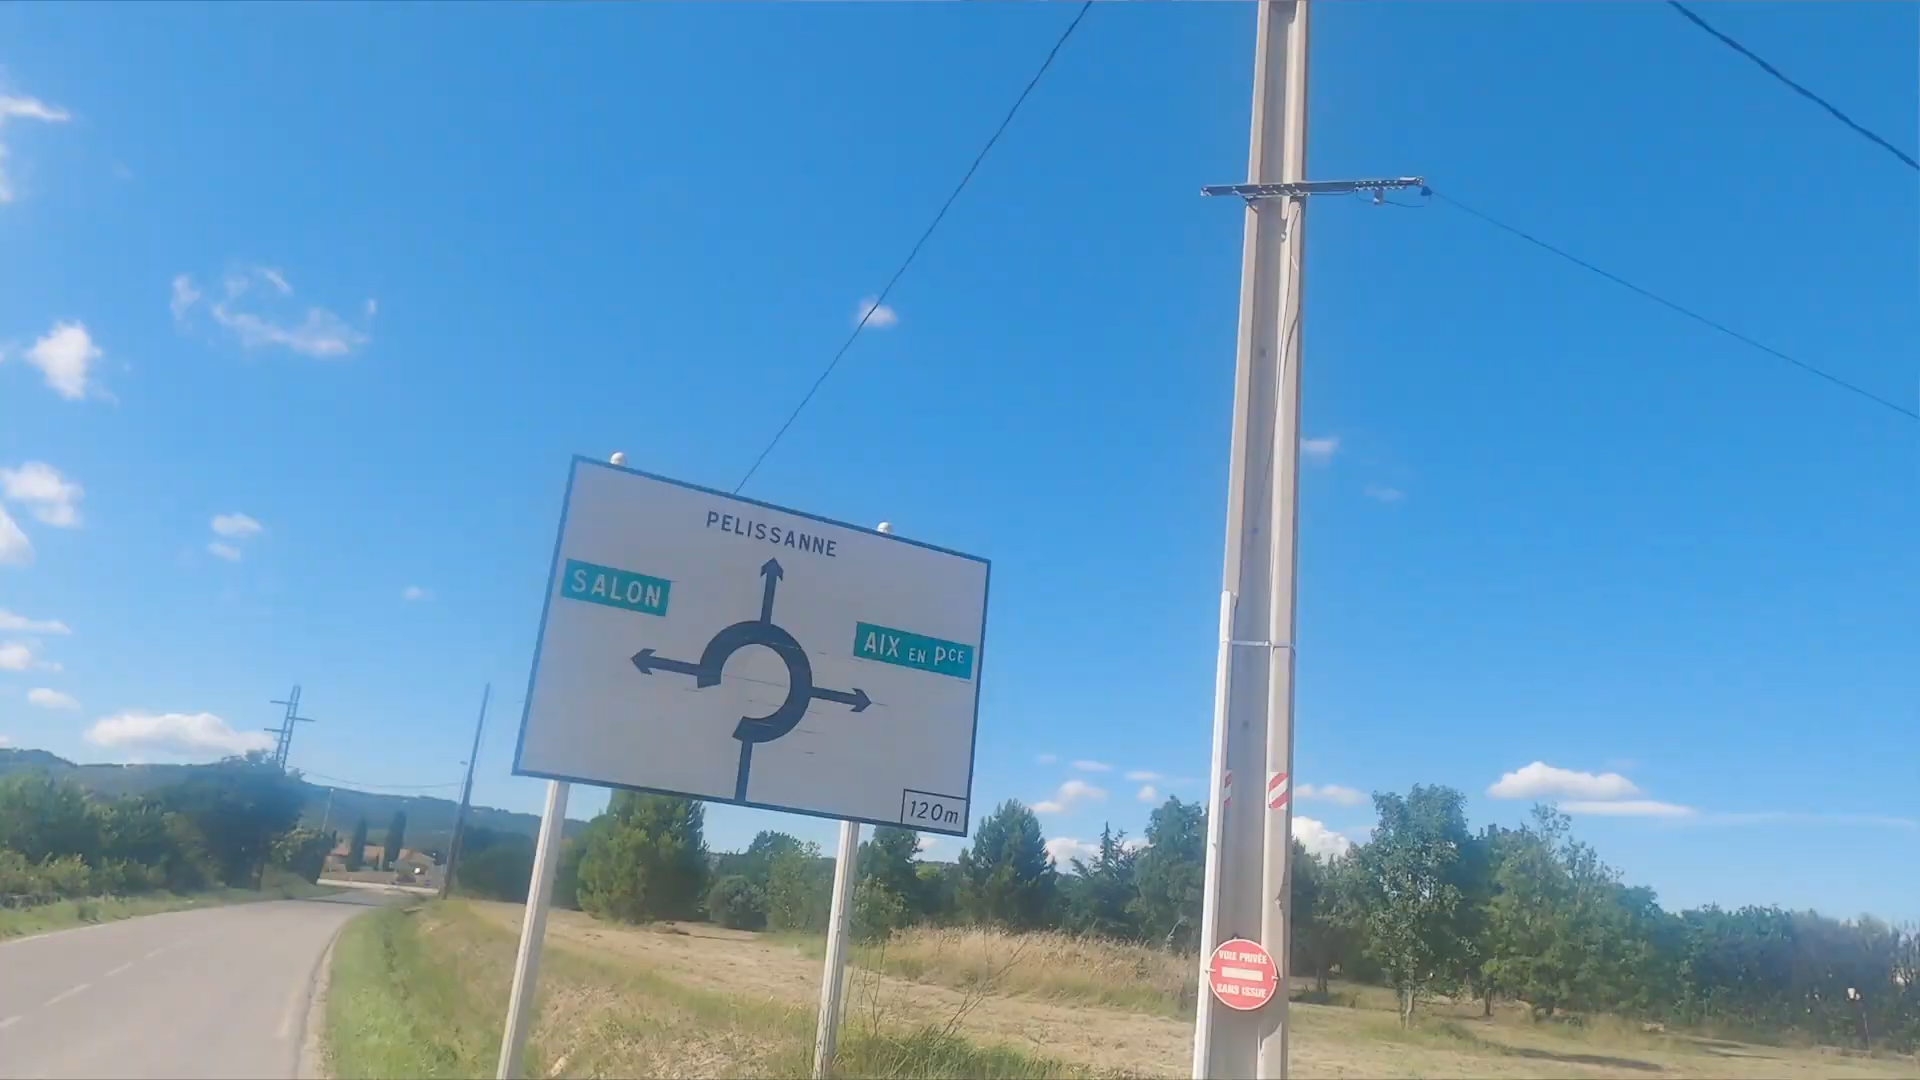 PELISSANNE
SALON
AIX EN PCE
120m
VOIE PRIVÉE
SANS ISSUE